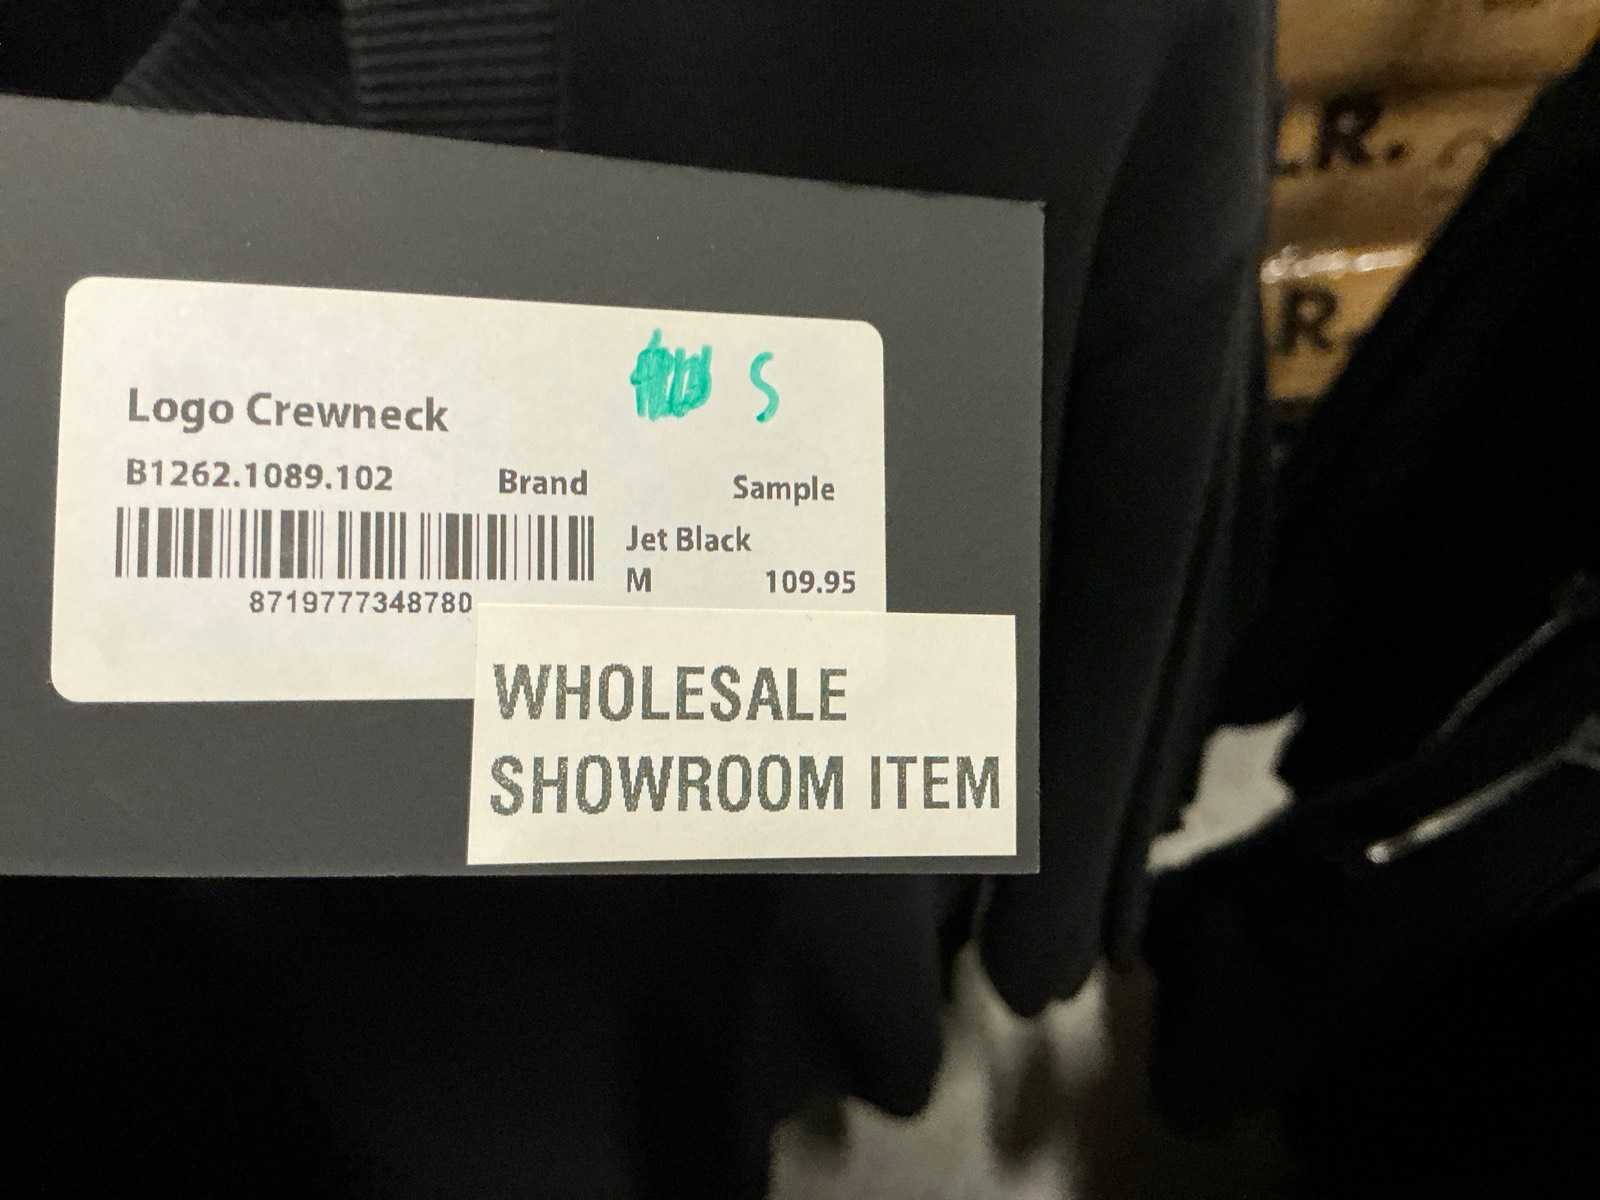 S
Logo Crewneck
B1262.1089.102 Brand Sample
Jet Black
M 109.95
8719777348780
WHOLESALE
SHOWROOM ITEM
R.
R.